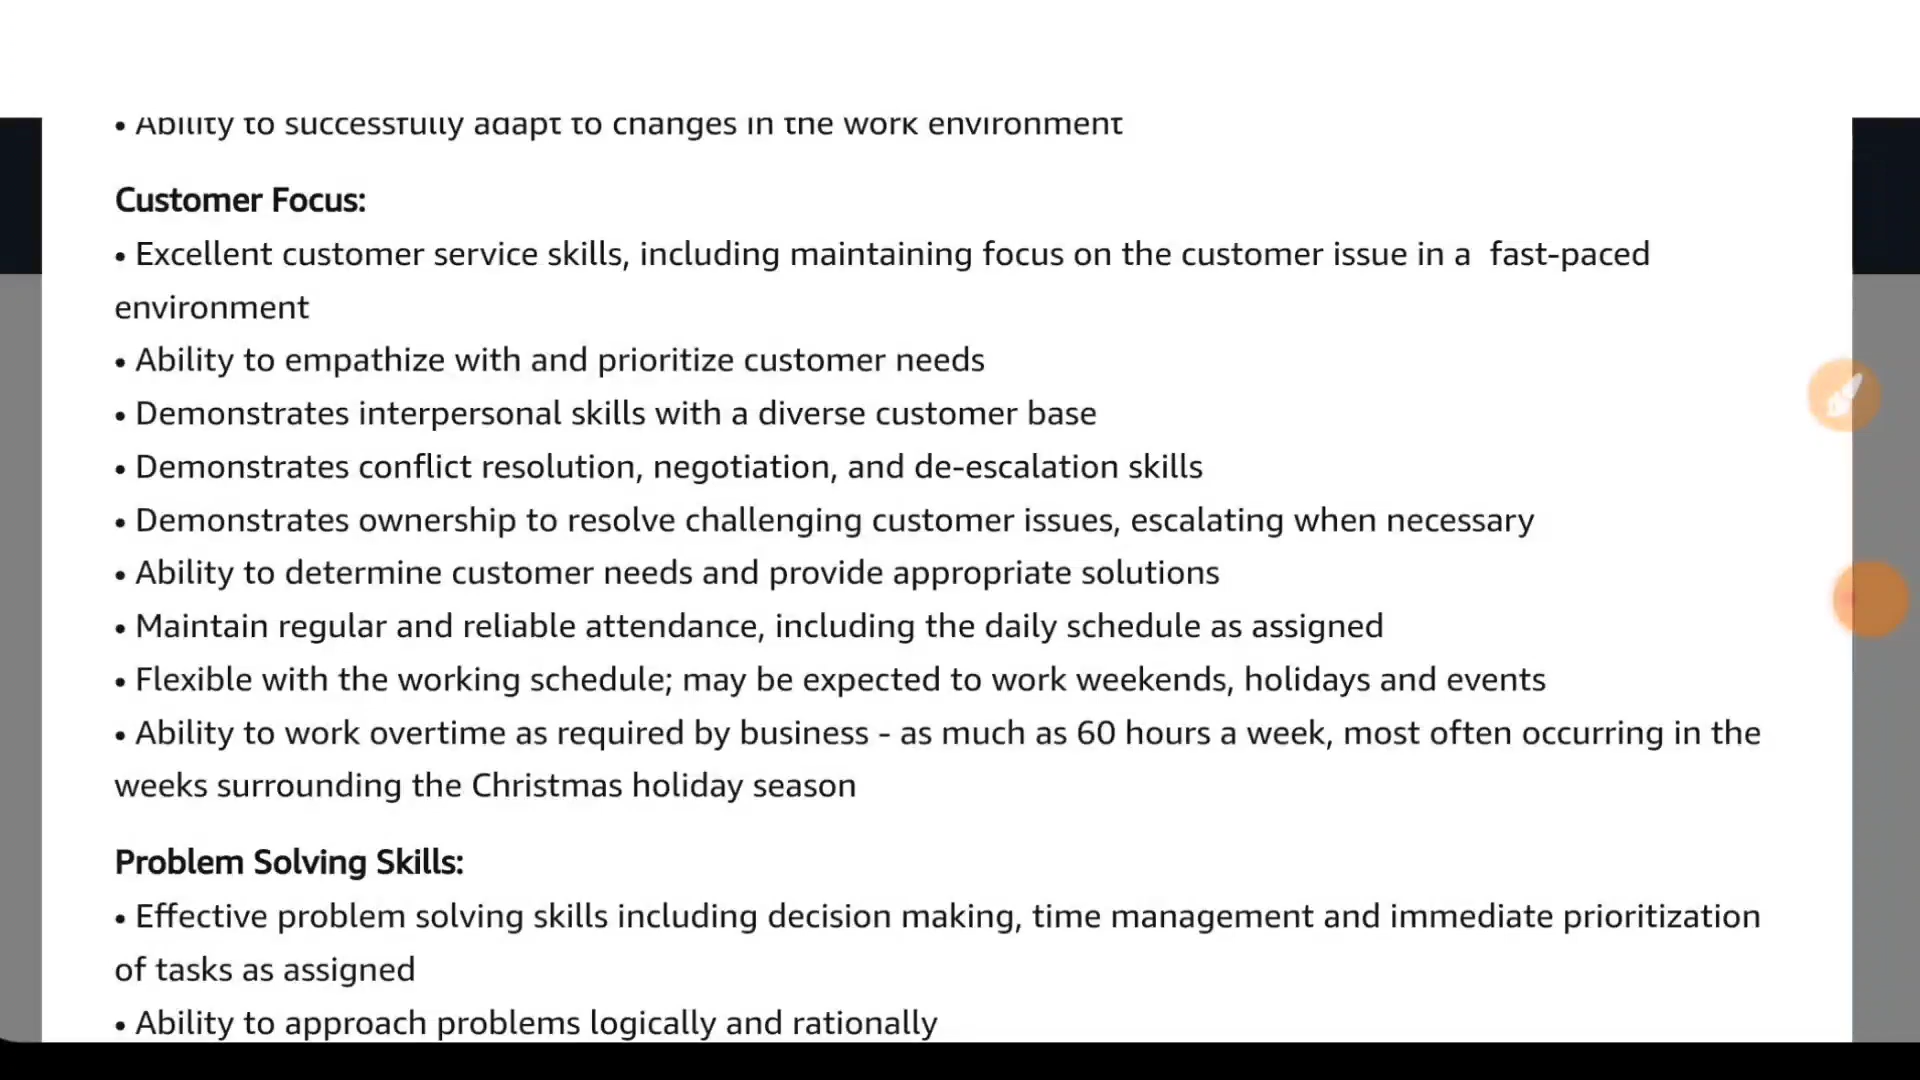 • Ability to successfully adapt to changes in the work environment
Customer Focus:
• Excellent customer service skills, including maintaining focus on the customer issue in a  fast-paced
environment
• Ability to empathize with and prioritize customer needs
• Demonstrates interpersonal skills with a diverse customer base
• Demonstrates conflict resolution, negotiation, and de-escalation skills
• Demonstrates ownership to resolve challenging customer issues, escalating when necessary
• Ability to determine customer needs and provide appropriate solutions
• Maintain regular and reliable attendance, including the daily schedule as assigned
• Flexible with the working schedule; may be expected to work weekends, holidays and events
• Ability to work overtime as required by business - as much as 60 hours a week, most often occurring in the
weeks surrounding the Christmas holiday season
Problem Solving Skills:
• Effective problem solving skills including decision making, time management and immediate prioritization
of tasks as assigned
• Ability to approach problems logically and rationally